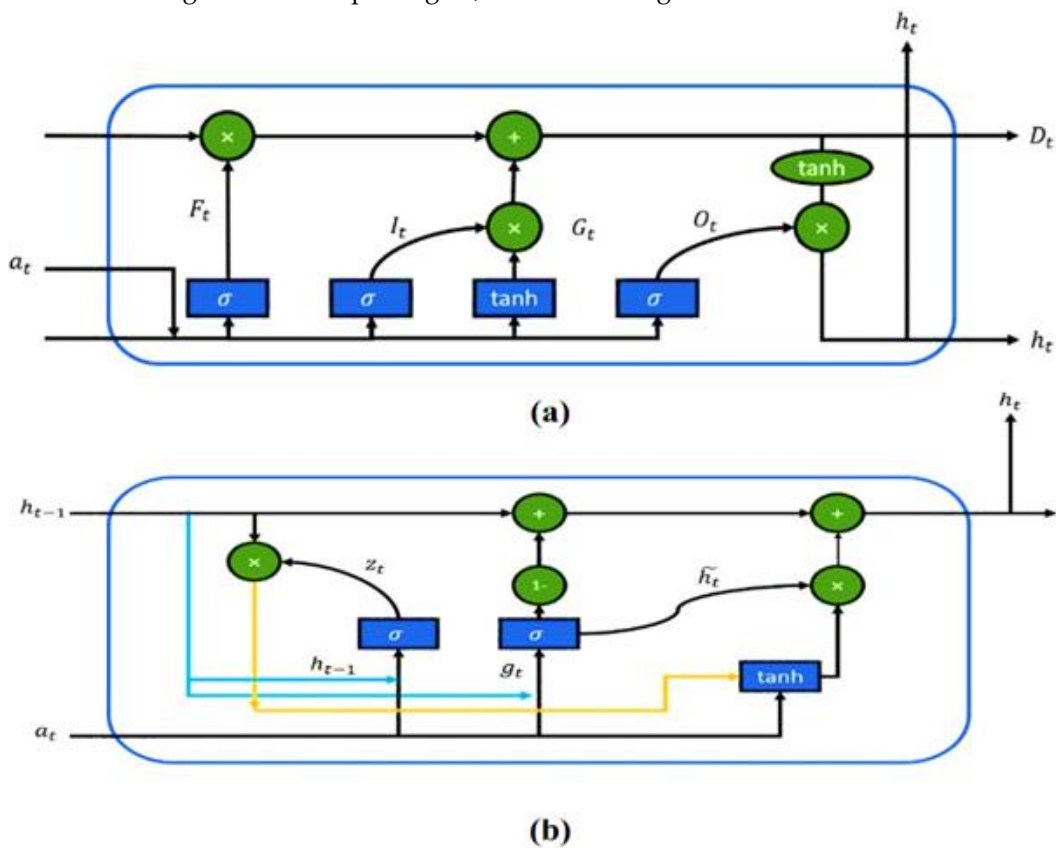 h_t
× + D_t
tanh
F_t I_t × G_t O_t ×
a_t
σ σ tanh σ
h_t
(a)
h_t
h_{t-1} + +
× z_t 1- h̃_t ×
σ σ
h_{t-1} g_t tanh
a_t
(b)